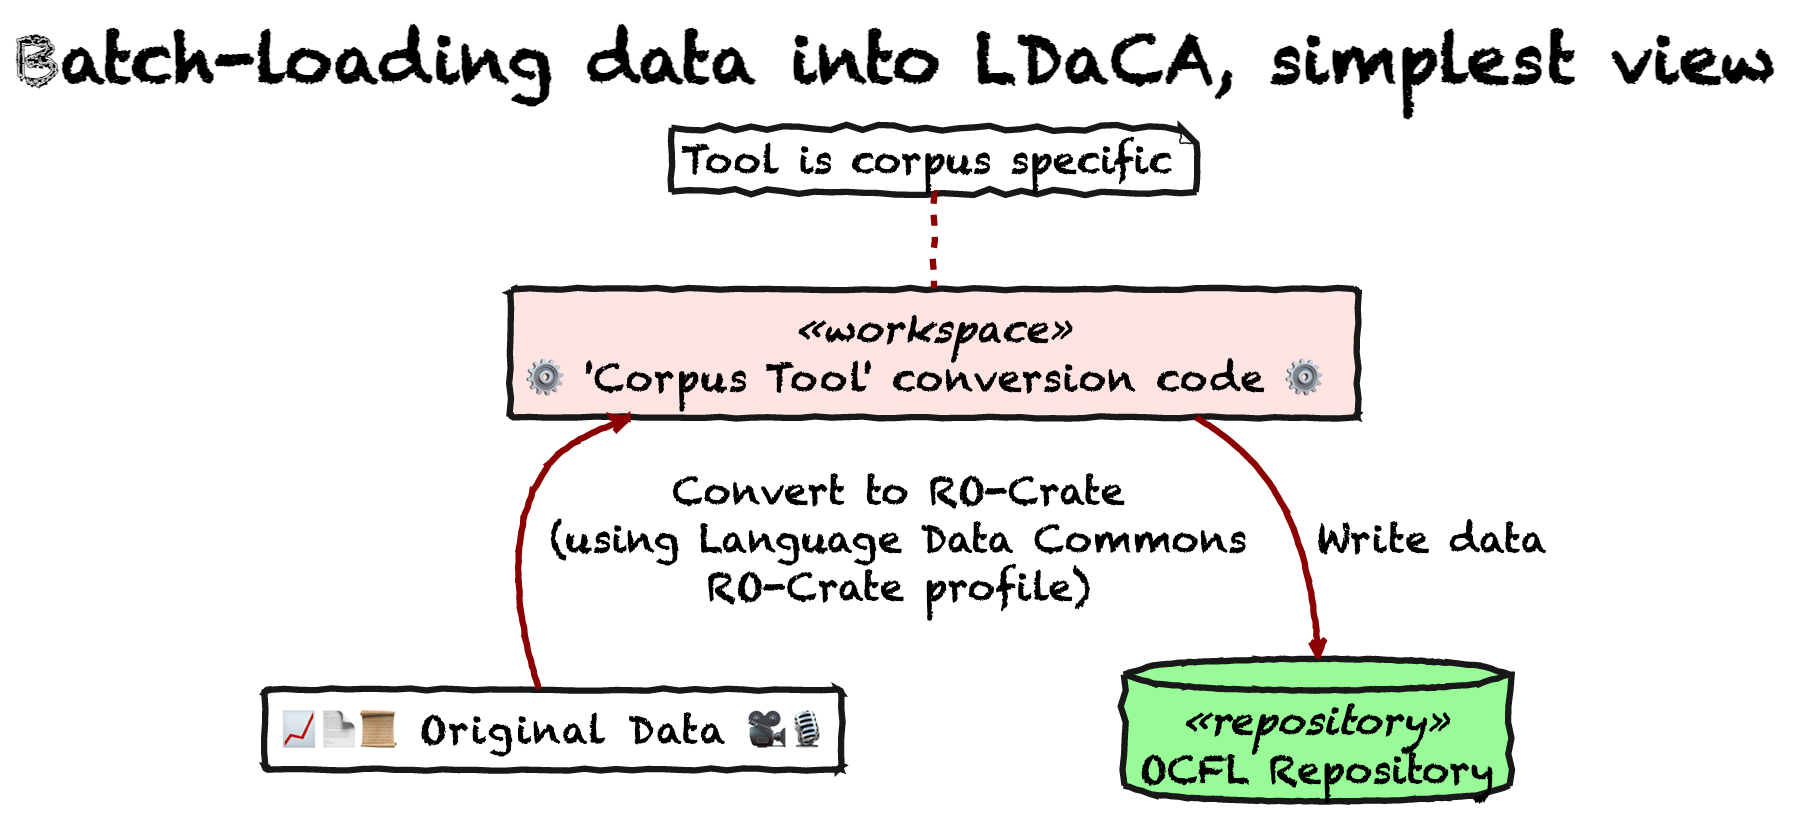 Batch-loading data into LDaCA, simplest view
Tool is corpus specific
«workspace»
'Corpus Tool' conversion code
Convert to RO-Crate
(using Language Data Commons
RO-Crate profile)
Write data
Original Data
«repository»
OCFL Repository